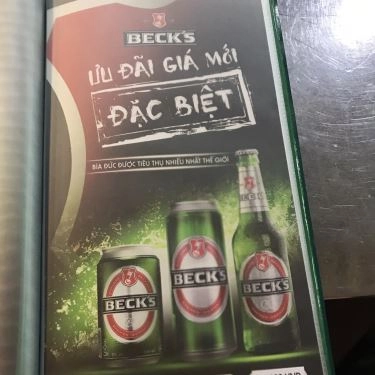 BECK'S
ƯU ĐÃI GIÁ MỚI
ĐẶC BIỆT
BIA ĐỨC ĐƯỢC TIÊU THỤ NHIỀU NHẤT THẾ GIỚI
BECK'S
BECK'S
BECK'S